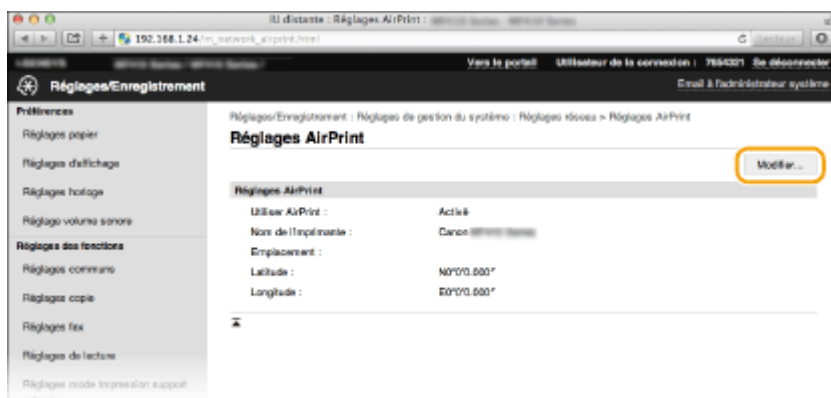 IU distante : Réglages AirPrint :
192.168.1.24/m_network_airprint.html
Lecteur
Vers le portail Utilisateur de la connexion : 7654321 Se déconnecter
Réglages/Enregistrement
Email à l'administrateur système
Préférences
Réglages papier
Réglages d'affichage
Réglages horloge
Réglage volume sonore
Réglages des fonctions
Réglages communs
Réglages copie
Réglages fax
Réglages de lecture
Réglages mode Impression support
Réglages/Enregistrement : Réglages de gestion du système : Réglages réseau > Réglages AirPrint
Réglages AirPrint
Modifier...
Réglages AirPrint
Utiliser AirPrint : Activé
Nom de l'imprimante : Canon
Emplacement :
Latitude : N0°0'0.000"
Longitude : E0°0'0.000"